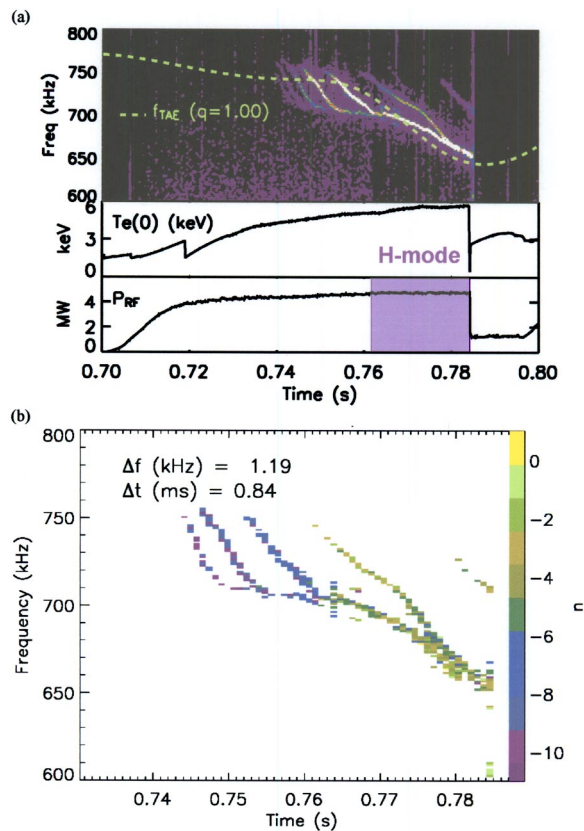 (a)
800
750
700
650
600
Freq (kHz)
f_TAE (q=1.00)
6
3
0
keV
Te(0) (keV)
H-mode
4
2
0
MW
P_RF
0.70 0.72 0.74 0.76 0.78 0.80
Time (s)
(b)
800
750
700
650
600
Frequency (kHz)
Δf (kHz) = 1.19
Δt (ms) = 0.84
0.74 0.75 0.76 0.77 0.78
Time (s)
0
-2
-4
-6
-8
-10
n